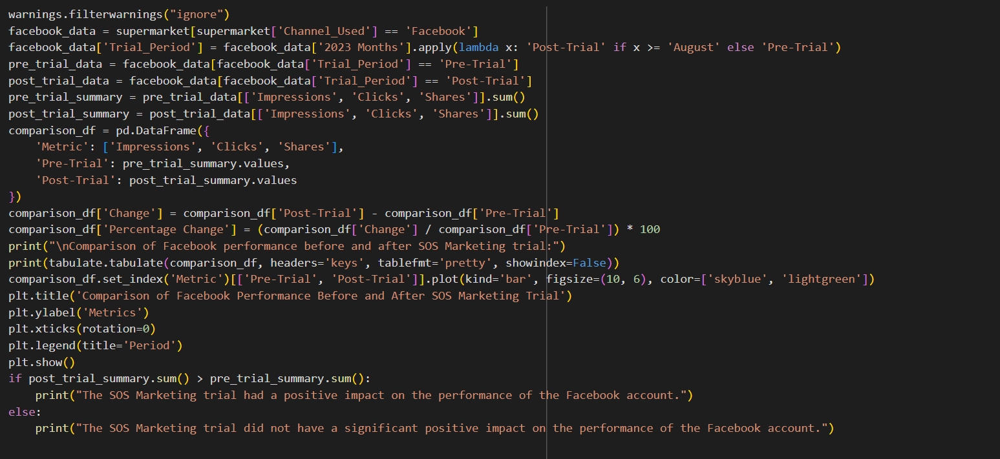 warnings.filterwarnings("ignore")
facebook_data = supermarket[supermarket['Channel_Used'] == 'Facebook']
facebook_data['Trial_Period'] = facebook_data['2023 Months'].apply(lambda x: 'Post-Trial' if x >= 'August' else 'Pre-Trial')
pre_trial_data = facebook_data[facebook_data['Trial_Period'] == 'Pre-Trial']
post_trial_data = facebook_data[facebook_data['Trial_Period'] == 'Post-Trial']
pre_trial_summary = pre_trial_data[['Impressions', 'Clicks', 'Shares']].sum()
post_trial_summary = post_trial_data[['Impressions', 'Clicks', 'Shares']].sum()
comparison_df = pd.DataFrame({
    'Metric': ['Impressions', 'Clicks', 'Shares'],
    'Pre-Trial': pre_trial_summary.values,
    'Post-Trial': post_trial_summary.values
})
comparison_df['Change'] = comparison_df['Post-Trial'] - comparison_df['Pre-Trial']
comparison_df['Percentage Change'] = (comparison_df['Change'] / comparison_df['Pre-Trial']) * 100
print("\nComparison of Facebook performance before and after SOS Marketing trial:")
print(tabulate.tabulate(comparison_df, headers='keys', tablefmt='pretty', showindex=False))
comparison_df.set_index('Metric')[['Pre-Trial', 'Post-Trial']].plot(kind='bar', figsize=(10, 6), color=['skyblue', 'lightgreen'])
plt.title('Comparison of Facebook Performance Before and After SOS Marketing Trial')
plt.ylabel('Metrics')
plt.xticks(rotation=0)
plt.legend(title='Period')
plt.show()
if post_trial_summary.sum() > pre_trial_summary.sum():
    print("The SOS Marketing trial had a positive impact on the performance of the Facebook account.")
else:
    print("The SOS Marketing trial did not have a significant positive impact on the performance of the Facebook account.")